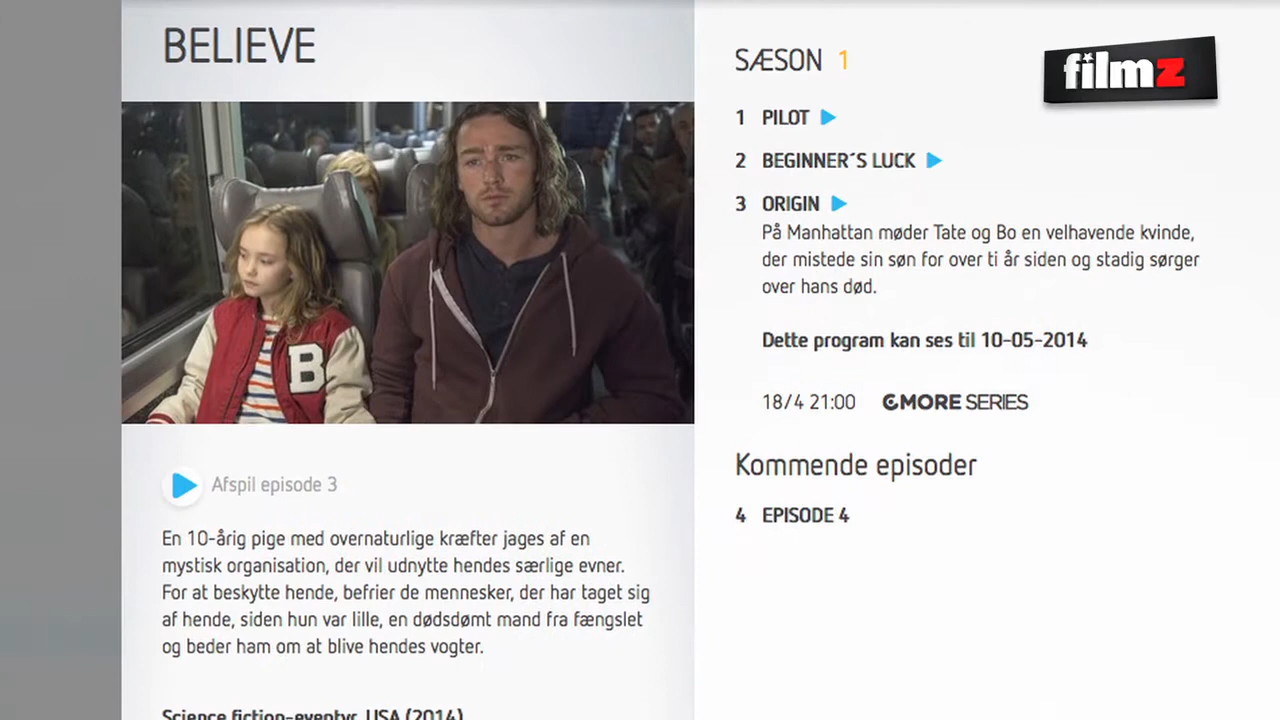 BELIEVE
B
Afspil episode 3
En 10-årig pige med overnaturlige kræfter jages af en
mystisk organisation, der vil udnytte hendes særlige evner.
For at beskytte hende, befrier de mennesker, der har taget sig
af hende, siden hun var lille, en dødsdømt mand fra fængslet
og beder ham om at blive hendes vogter.
Science fiction-eventyr, USA (2014)
SÆSON 1
filmz
1 PILOT
2 BEGINNER´S LUCK
3 ORIGIN
På Manhattan møder Tate og Bo en velhavende kvinde,
der mistede sin søn for over ti år siden og stadig sørger
over hans død.
Dette program kan ses til 10-05-2014
18/4 21:00 CMORE SERIES
Kommende episoder
4 EPISODE 4